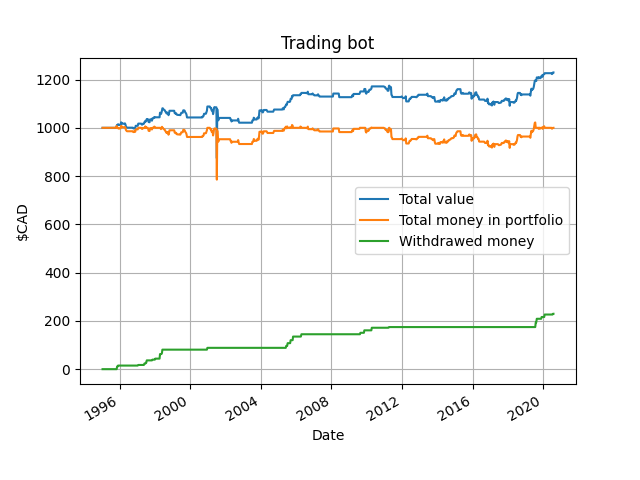 Trading bot
1200
1000
800
600
400
200
0
$CAD
Total value
Total money in portfolio
Withdrawed money
1996
2000
2004
2008
2012
2016
2020
Date